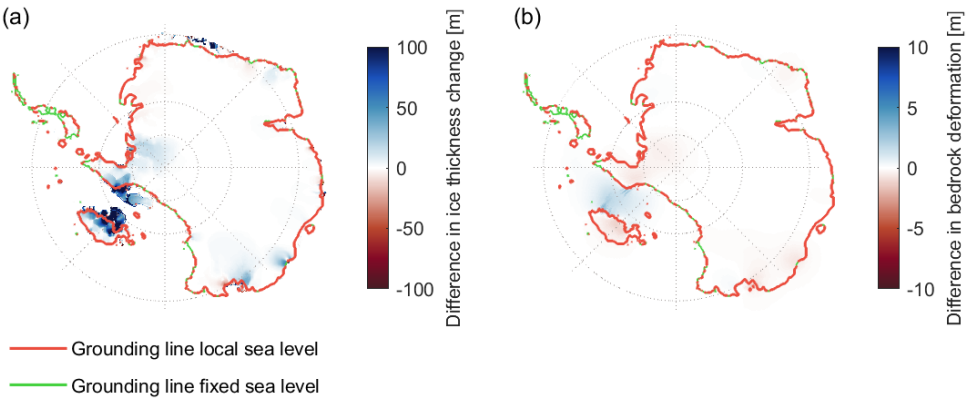 (a)
100
50
0
-50
-100
Difference in ice thickness change [m]
(b)
10
5
0
-5
-10
Difference in bedrock deformation [m]
Grounding line local sea level
Grounding line fixed sea level